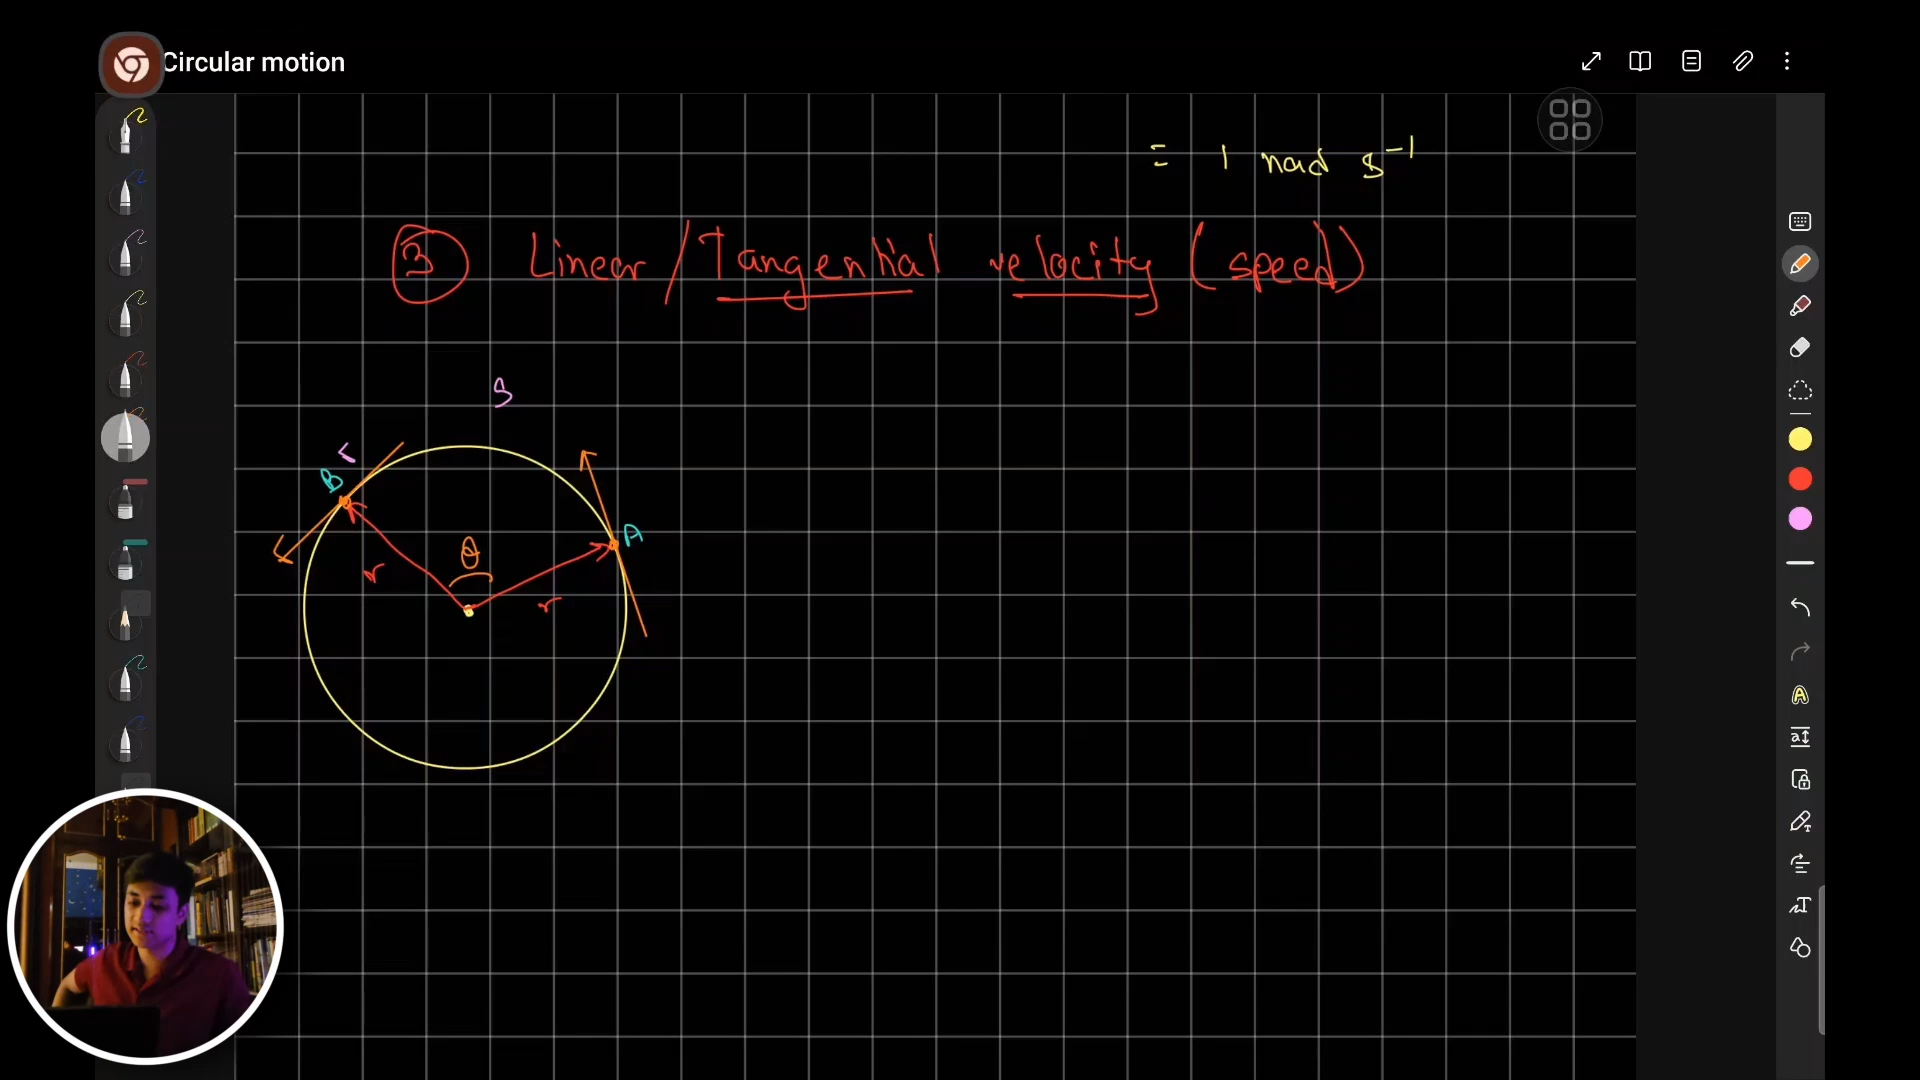 Circular motion
= 1 rad s⁻¹
③ Linear / Tangential velocity (speed)
s
B
A
θ
r
r